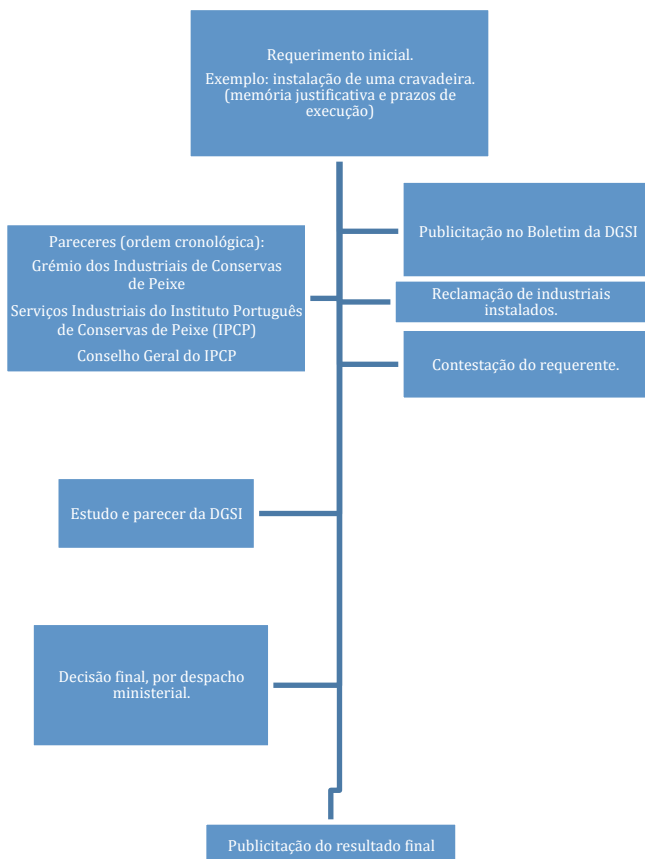 Requerimento inicial.
Exemplo: instalação de uma cravadeira.
(memória justificativa e prazos de
execução)
Publicitação no Boletim da DGSI
Pareceres (ordem cronológica):
Grémio dos Industriais de Conservas
de Peixe
Serviços Industriais do Instituto Português
de Conservas de Peixe (IPCP)
Conselho Geral do IPCP
Reclamação de industriais
instalados.
Contestação do requerente.
Estudo e parecer da DGSI
Decisão final, por despacho
ministerial.
Publicitação do resultado final